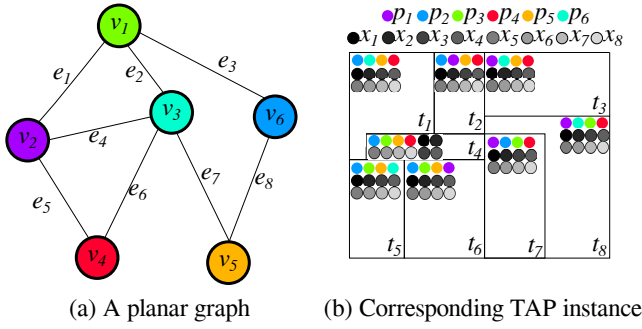 v1
e1
e2
e3
v2
v3
v6
e4
e5
e6
e7
e8
v4
v5
(a) A planar graph
p1 p2 p3 p4 p5 p6
x1 x2 x3 x4 x5 x6 x7 x8
t1 t2 t3
t4
t5 t6 t7 t8
(b) Corresponding TAP instance